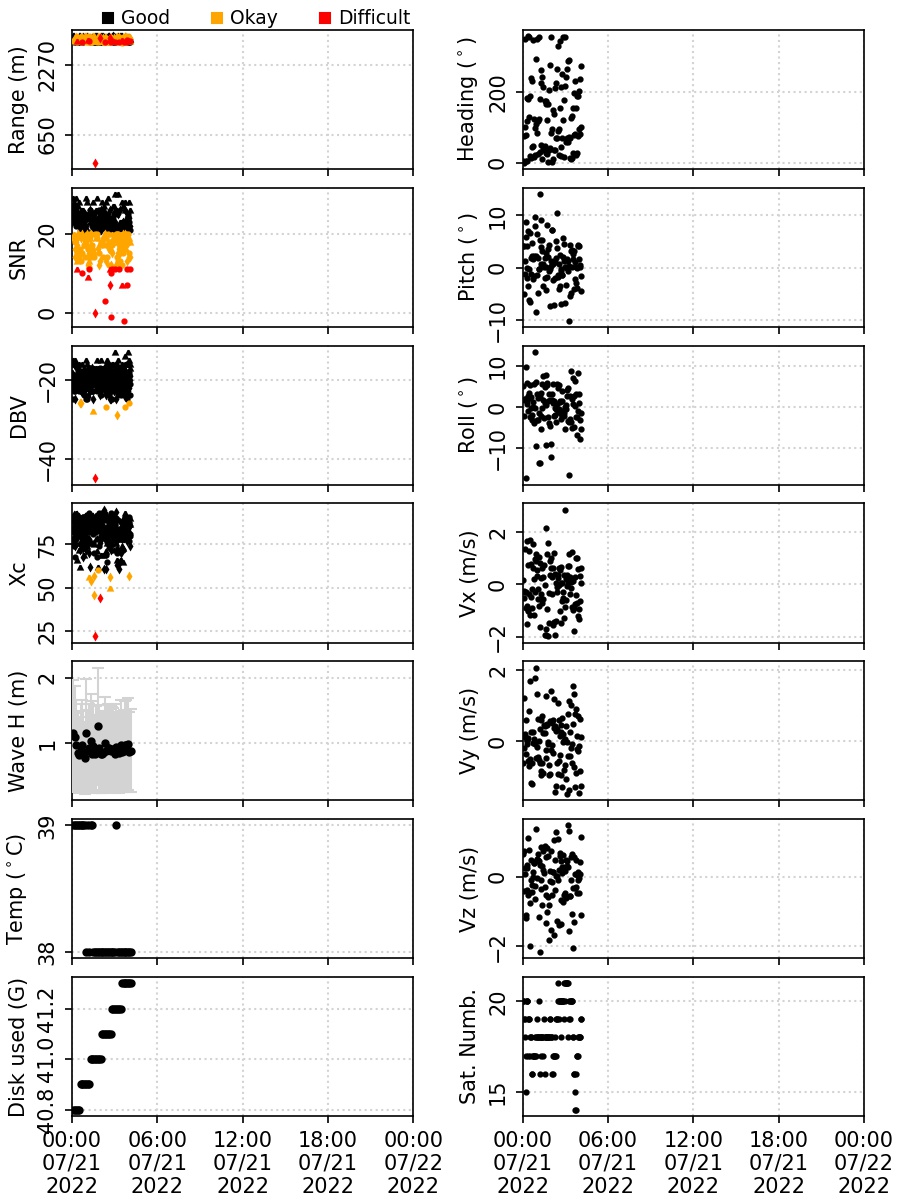 Good Okay Difficult
Range (m)
2270
650
Heading (°)
200
0
SNR
20
0
Pitch (°)
10
0
−10
DBV
−20
−40
Roll (°)
10
0
−10
Xc
75
50
25
Vx (m/s)
2
0
−2
Wave H (m)
2
1
Vy (m/s)
2
0
Temp (°C)
39
38
Vz (m/s)
0
−2
Disk used (G)
41.2
41.0
40.8
Sat. Numb.
20
15
00:00 06:00 12:00 18:00 00:00
07/21 07/21 07/21 07/21 07/22
2022 2022 2022 2022 2022
00:00 06:00 12:00 18:00 00:00
07/21 07/21 07/21 07/21 07/22
2022 2022 2022 2022 2022